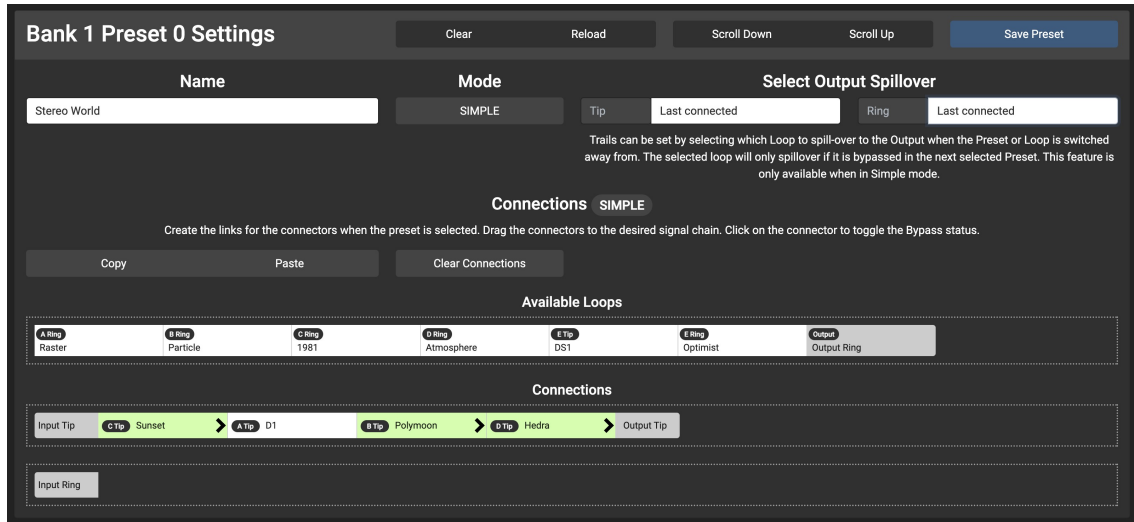 Bank 1 Preset 0 Settings
Clear
Reload
Scroll Down
Scroll Up
Save Preset
Name
Mode
Select Output Spillover
Stereo World
SIMPLE
Tip
Last connected
Ring
Last connected
Trails can be set by selecting which Loop to spill-over to the Output when the Preset or Loop is switched
away from. The selected loop will only spillover if it is bypassed in the next selected Preset. This feature is
only available when in Simple mode.
Connections SIMPLE
Create the links for the connectors when the preset is selected. Drag the connectors to the desired signal chain. Click on the connector to toggle the Bypass status.
Copy
Paste
Clear Connections
Available Loops
A Ring
Raster
B Ring
Particle
C Ring
1981
D Ring
Atmosphere
E Tip
DS1
E Ring
Optimist
Output
Output Ring
Connections
Input Tip
C Tip Sunset
A Tip D1
B Tip Polymoon
D Tip Hedra
Output Tip
Input Ring